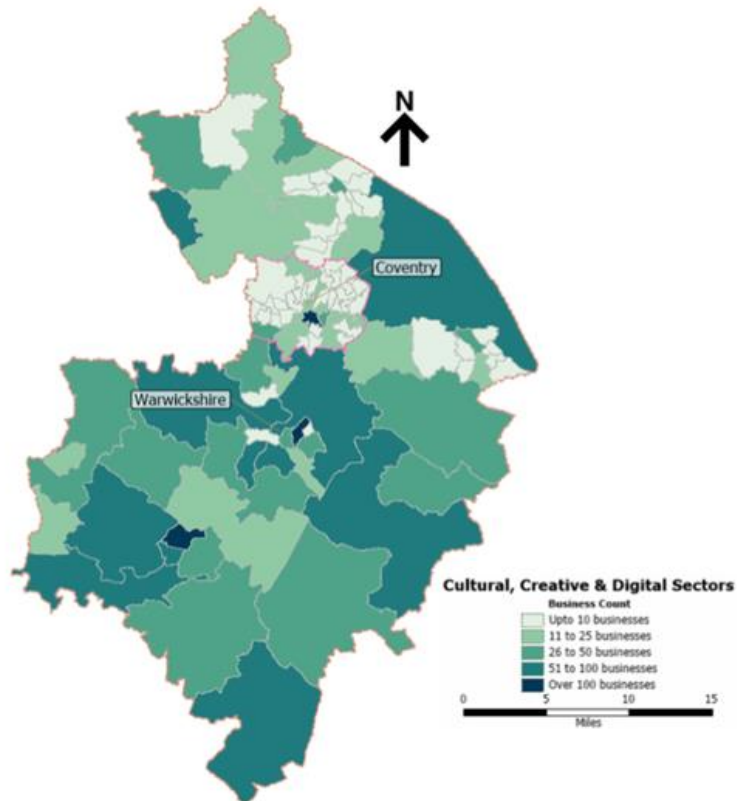 N
Coventry
Warwickshire
Cultural, Creative & Digital Sectors
Business Count
Upto 10 businesses
11 to 25 businesses
26 to 50 businesses
51 to 100 businesses
Over 100 businesses
0 5 10 15
Miles